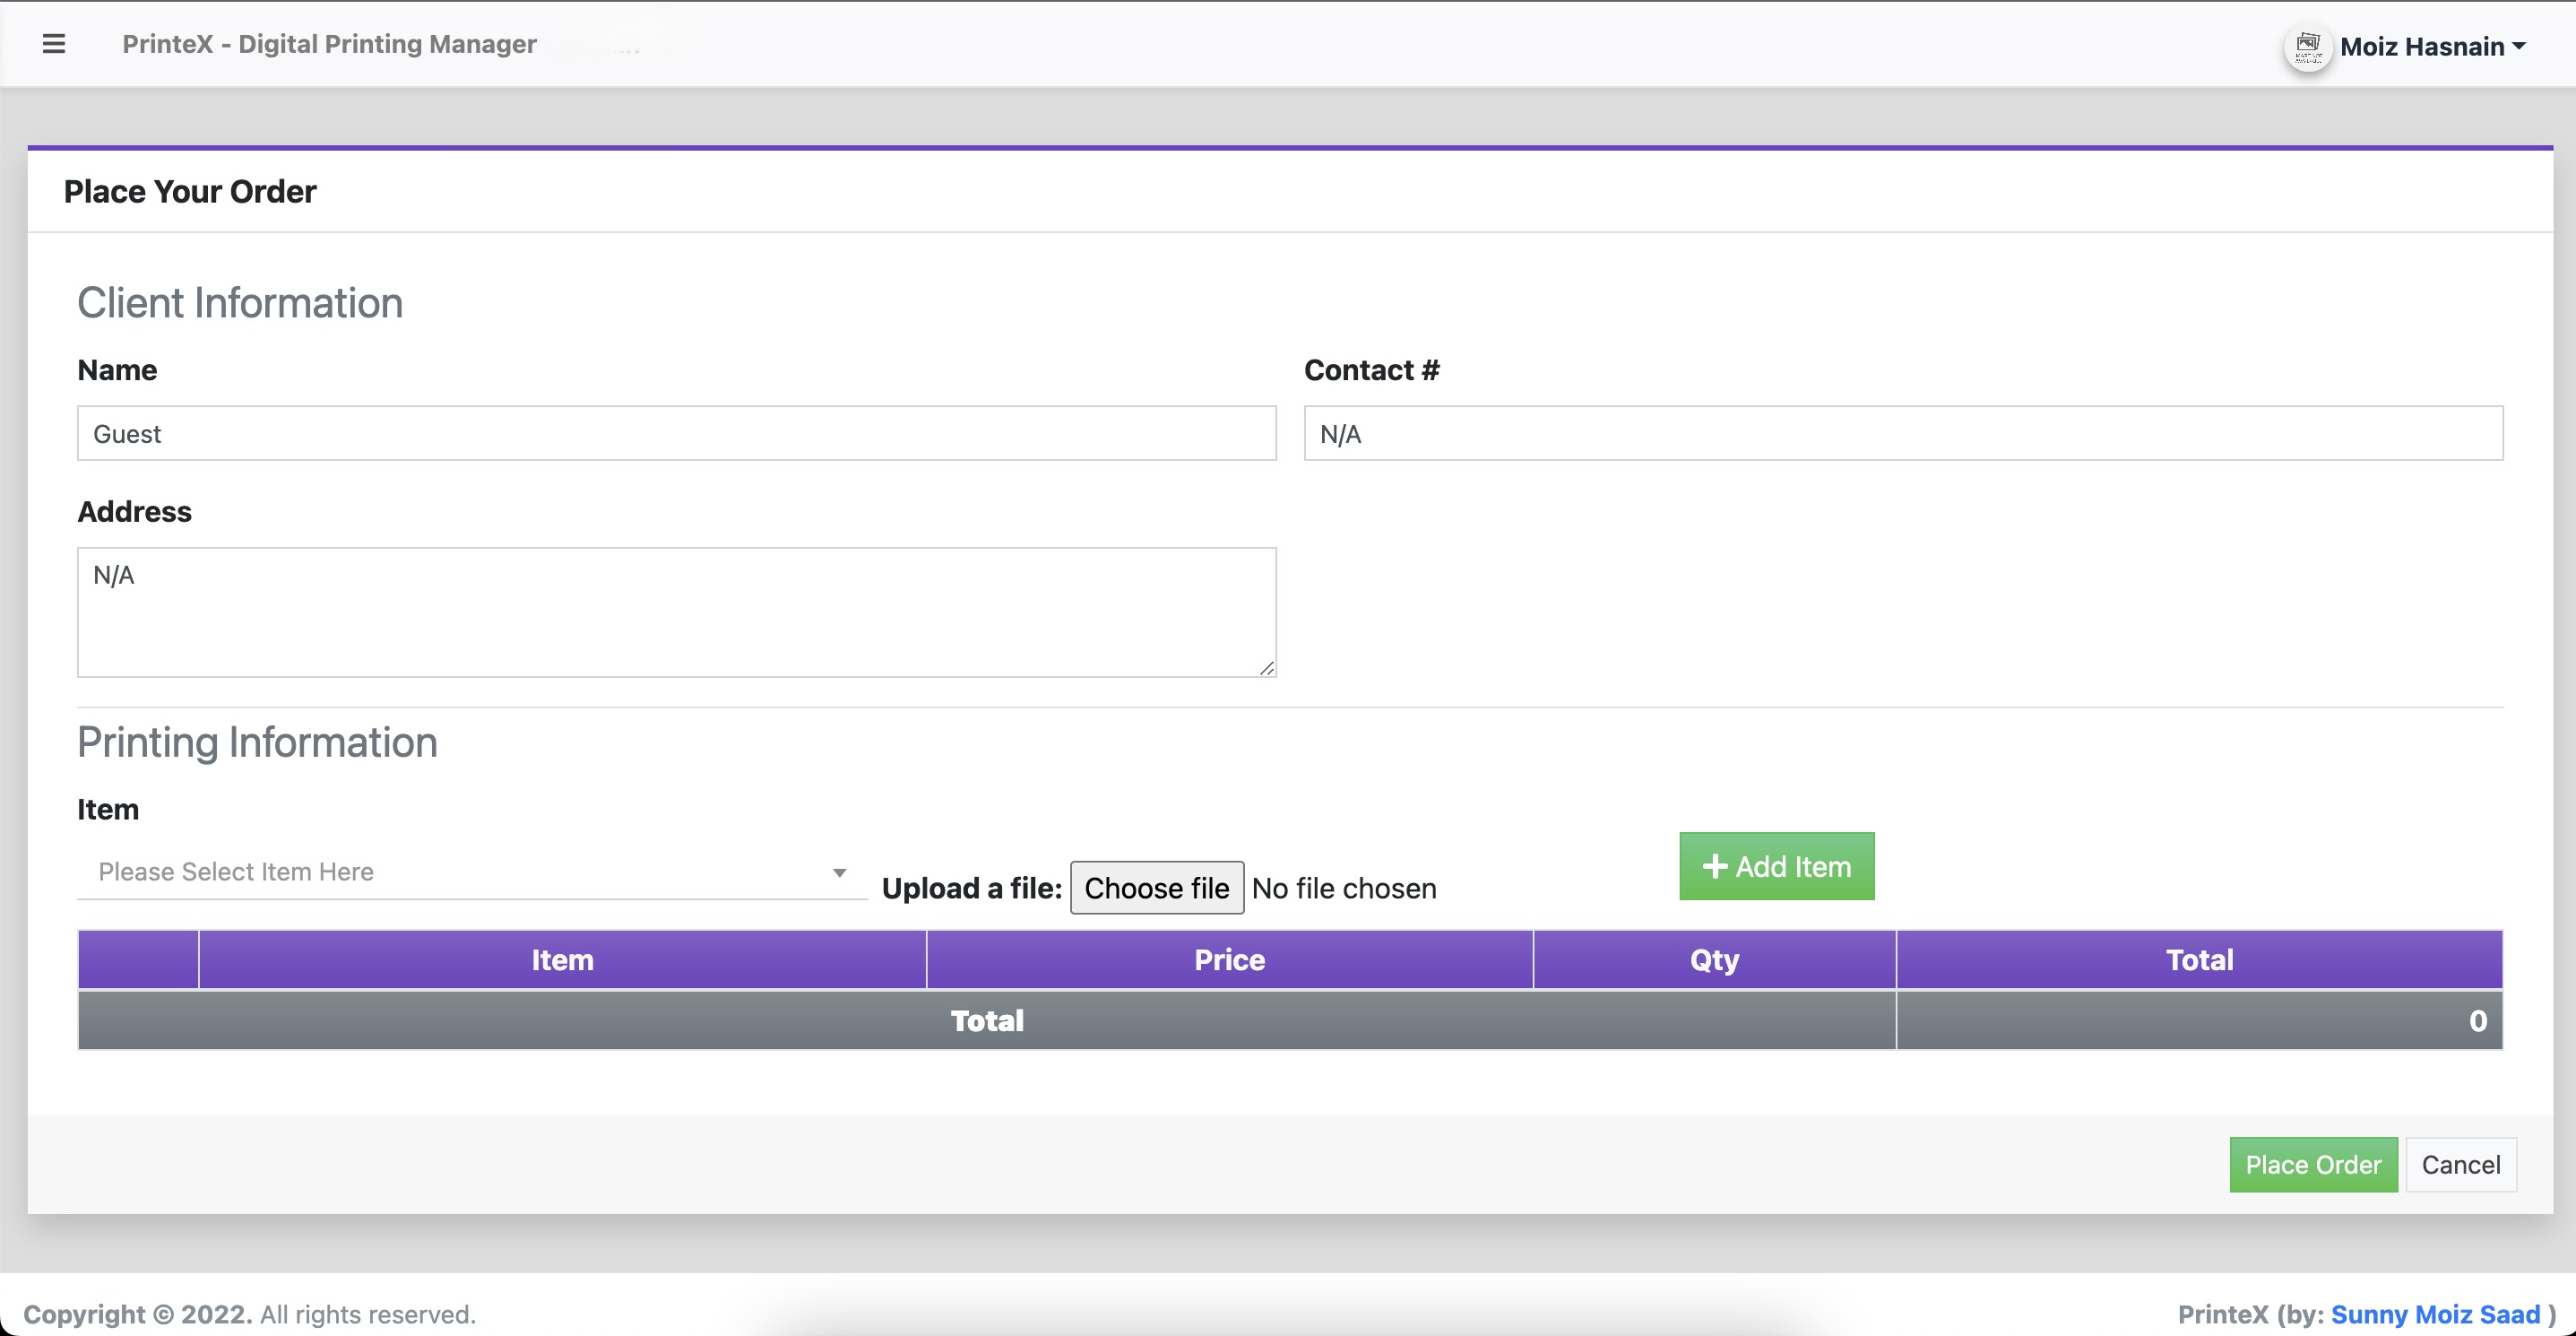 PrinteX - Digital Printing Manager
Moiz Hasnain
Place Your Order
Client Information
Name
Contact #
Guest
N/A
Address
N/A
Printing Information
Item
Please Select Item Here
Upload a file: Choose file No file chosen
+ Add Item
Item Price Qty Total
Total 0
Place Order Cancel
Copyright © 2022. All rights reserved.
PrinteX (by: Sunny Moiz Saad )